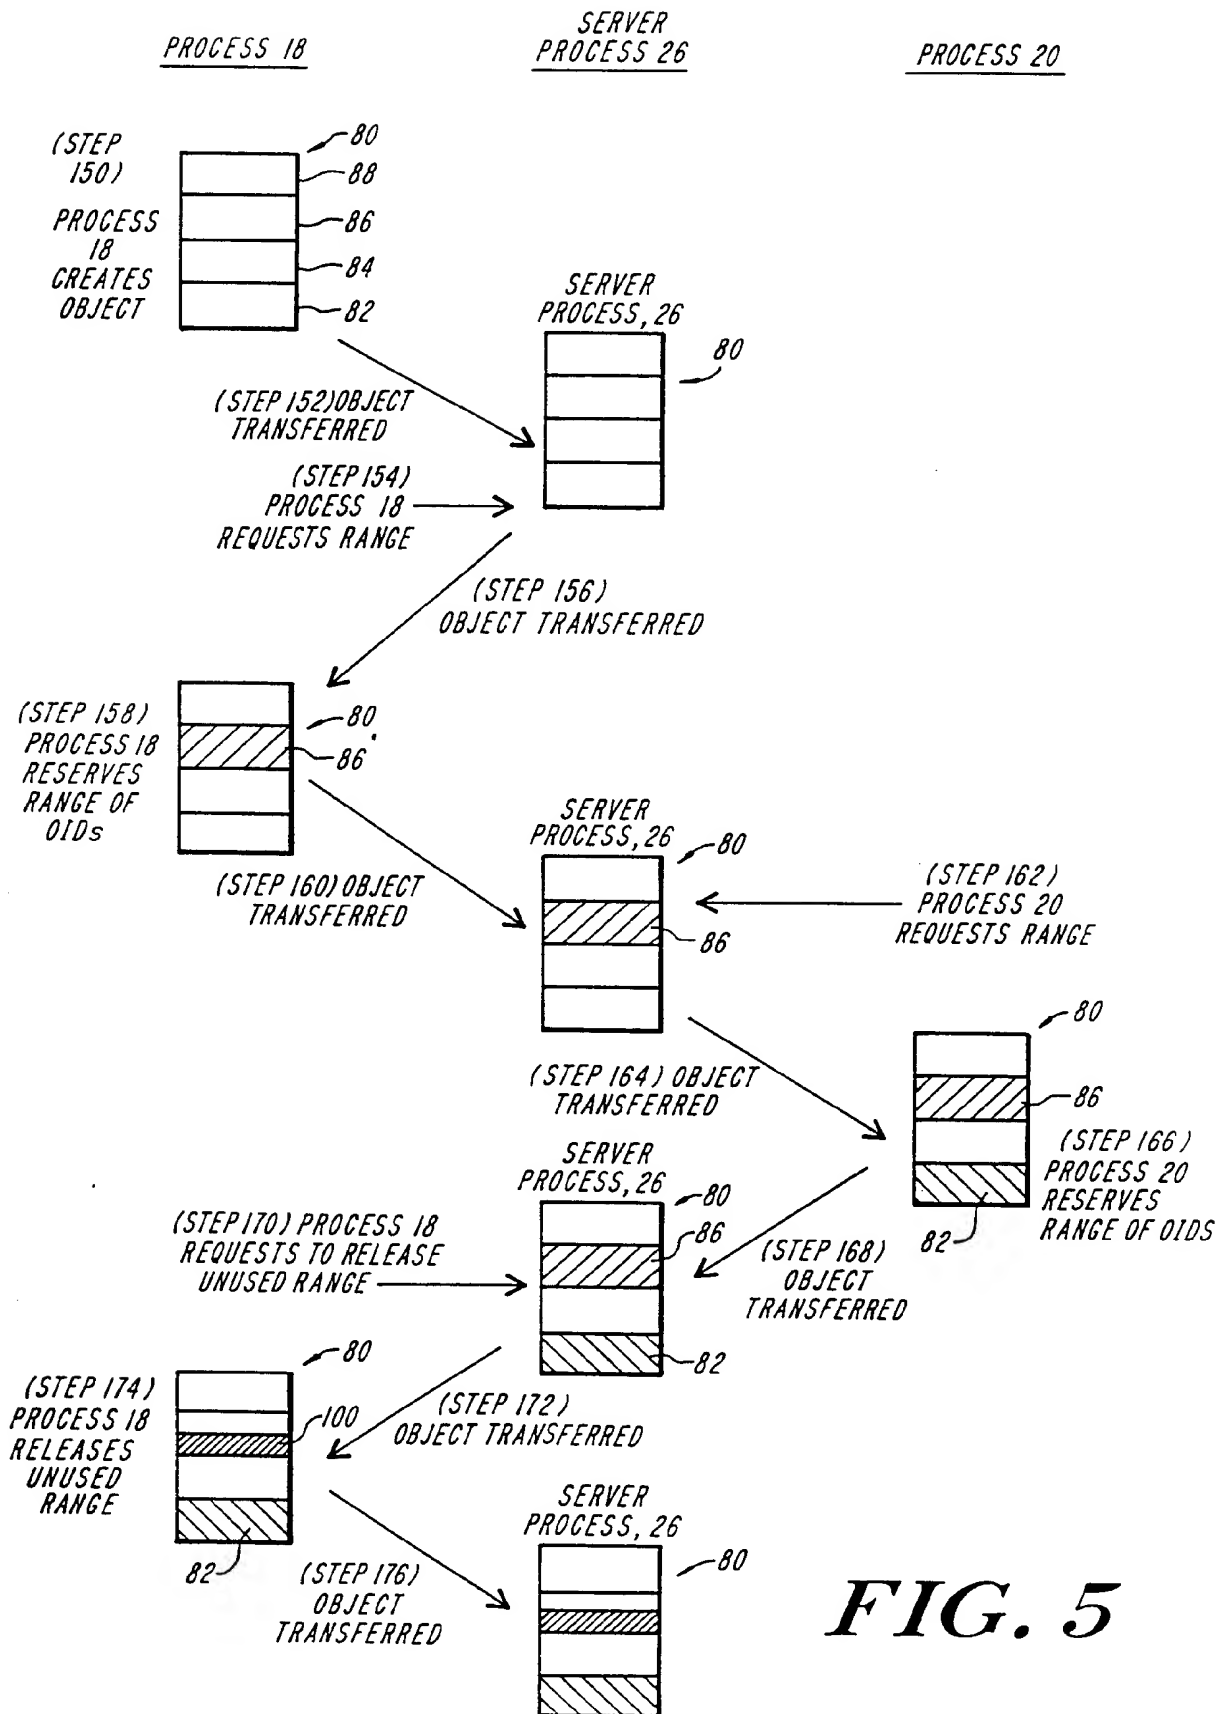 PROCESS 18
SERVER
PROCESS 26
PROCESS 20
(STEP
150)
PROCESS
18
CREATES
OBJECT
80
88
86
84
82
SERVER
PROCESS, 26
80
(STEP 152) OBJECT
TRANSFERRED
(STEP 154)
PROCESS 18
REQUESTS RANGE
(STEP 156)
OBJECT TRANSFERRED
(STEP 158)
PROCESS 18
RESERVES
RANGE OF
OIDs
80
86
(STEP 160) OBJECT
TRANSFERRED
SERVER
PROCESS, 26
80
86
(STEP 162)
PROCESS 20
REQUESTS RANGE
(STEP 164) OBJECT
TRANSFERRED
80
86
(STEP 166)
PROCESS 20
RESERVES
RANGE OF OIDS
82
SERVER
PROCESS, 26
80
86
82
(STEP 168)
OBJECT
TRANSFERRED
(STEP 170) PROCESS 18
REQUESTS TO RELEASE
UNUSED RANGE
(STEP 172)
OBJECT TRANSFERRED
(STEP 174)
PROCESS 18
RELEASES
UNUSED
RANGE
80
100
82
(STEP 176)
OBJECT
TRANSFERRED
SERVER
PROCESS, 26
80
FIG. 5